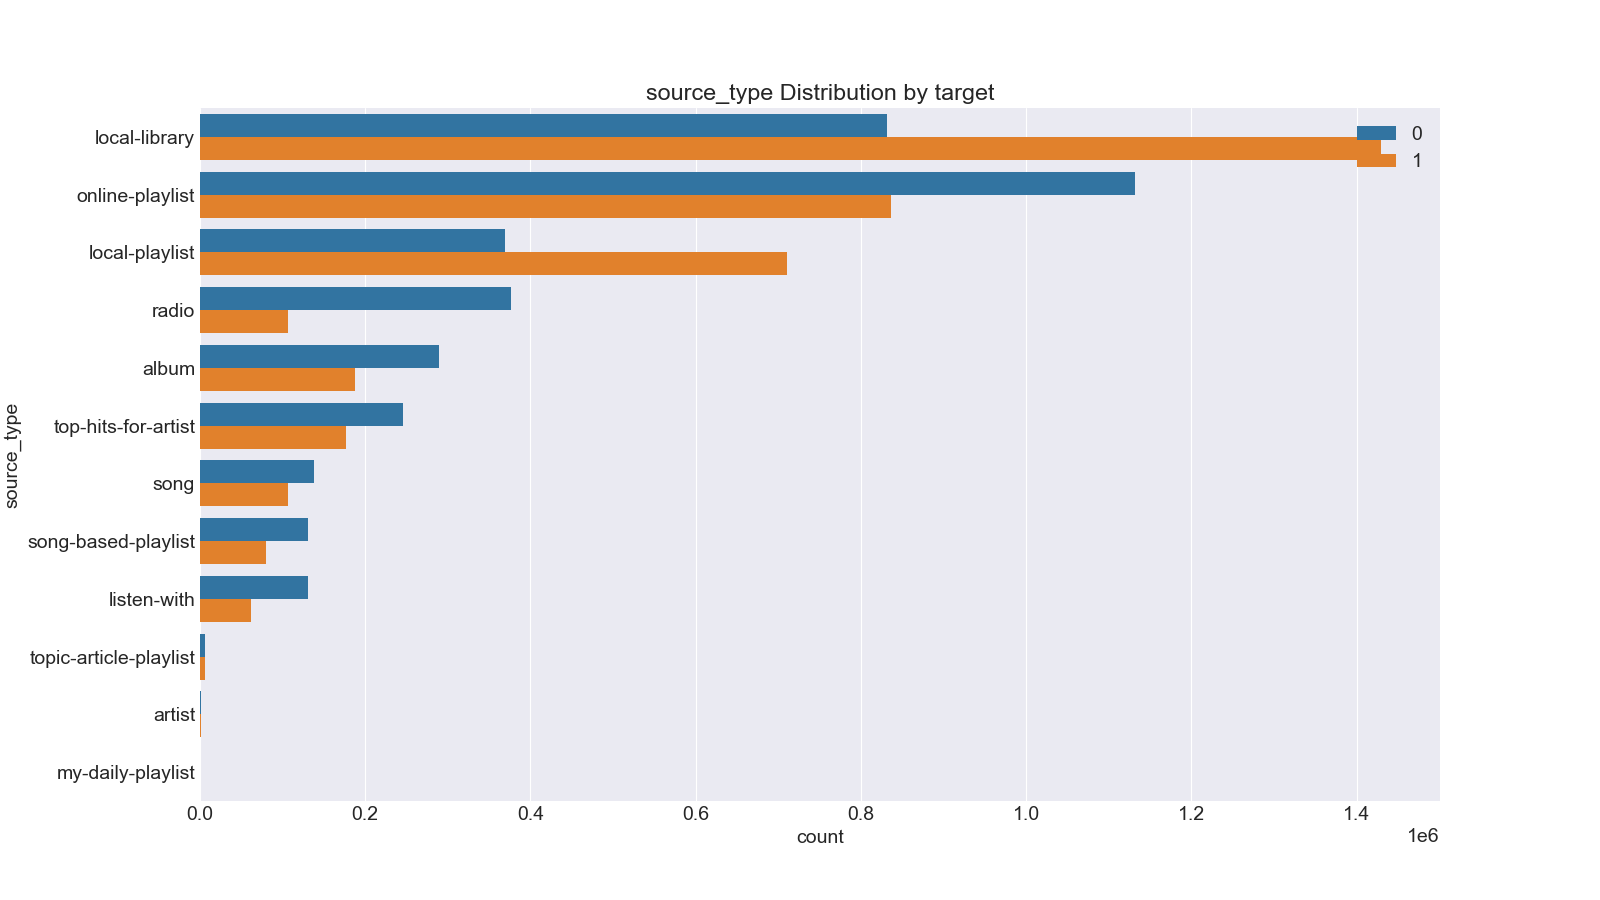 source_type Distribution by target
0
1
local-library
online-playlist
local-playlist
radio
album
top-hits-for-artist
song
song-based-playlist
listen-with
topic-article-playlist
artist
my-daily-playlist
source_type
0.0 0.2 0.4 0.6 0.8 1.0 1.2 1.4
count
1e6